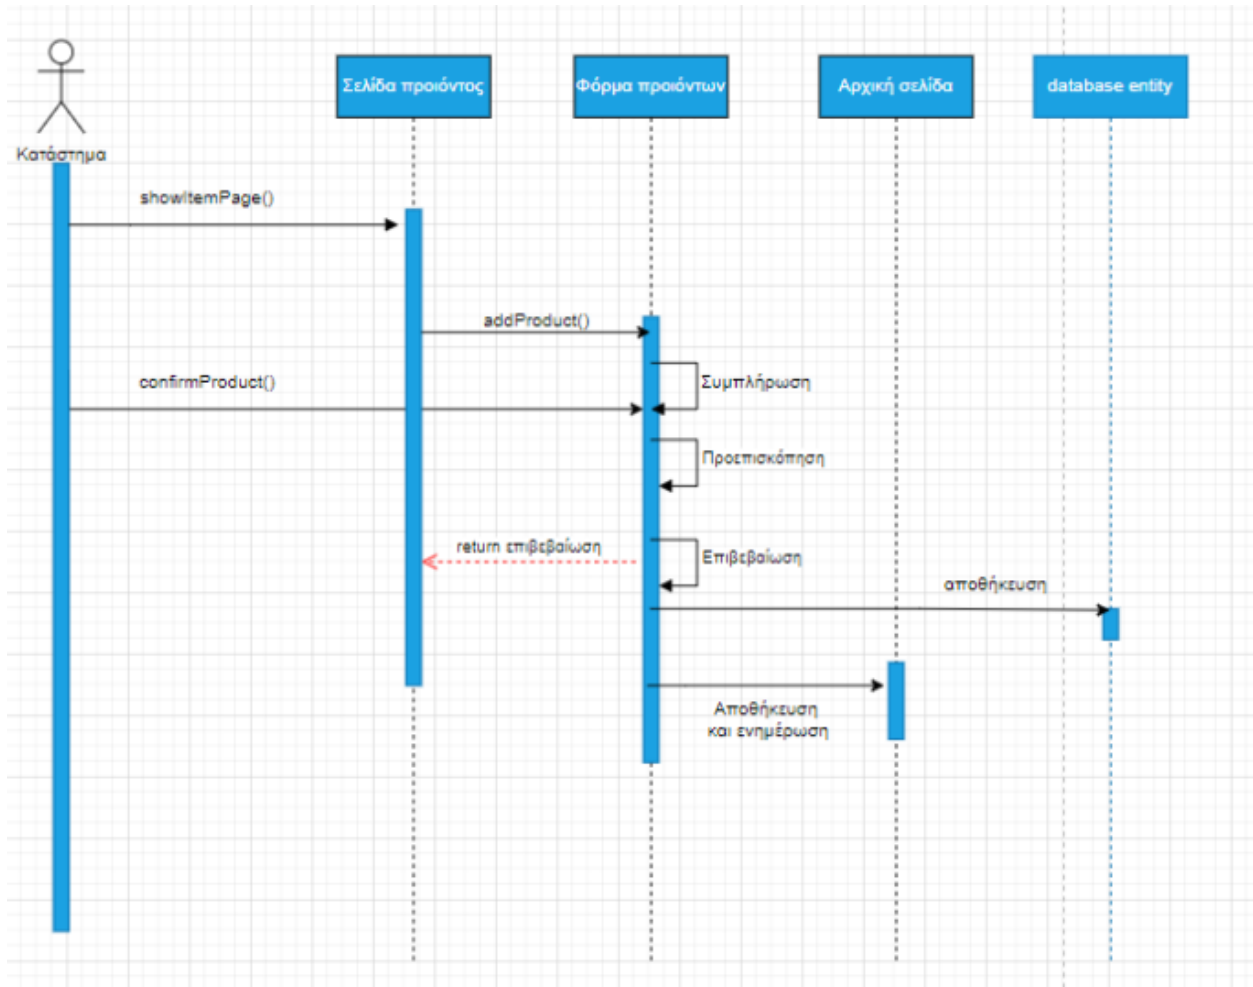 Σελίδα προιόντος
Φόρμα προιόντων
Αρχική σελίδα
database entity
Κατάστημα
showItemPage()
addProduct()
confirmProduct()
Συμπλήρωση
Προεπισκόπηση
return επιβεβαίωση
Επιβεβαίωση
αποθήκευση
Αποθήκευση
και ενημέρωση